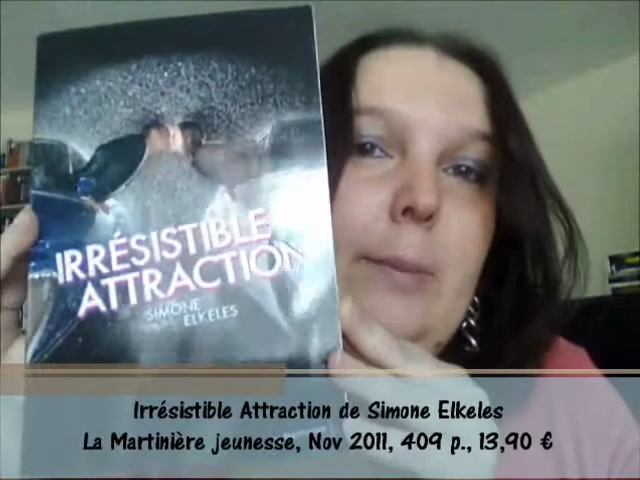 IRRÉSISTIBLE
ATTRACTION
SIMONE
ELKELES
Irrésistible Attraction de Simone Elkeles
La Martinière jeunesse, Nov 2011, 409 p., 13,90 €